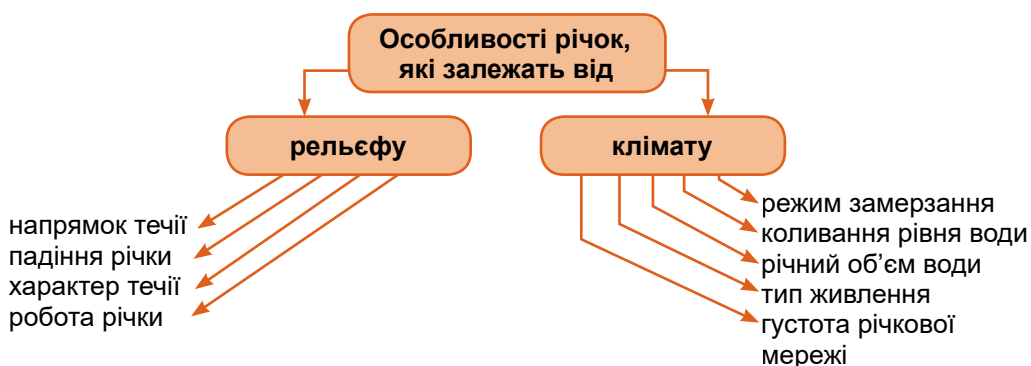 Особливості річок,
які залежать від
рельєфу
клімату
напрямок течії
падіння річки
характер течії
робота річки
режим замерзання
коливання рівня води
річний об’єм води
тип живлення
густота річкової
мережі